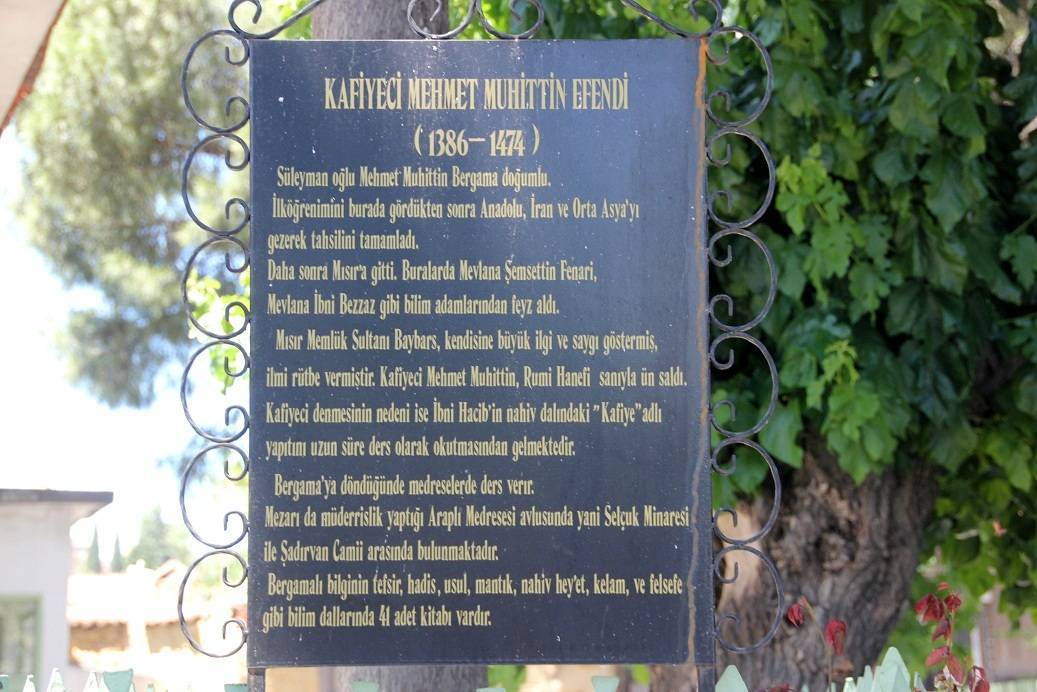 KAFİYECİ MEHMET MUHİTTİN EFENDİ
(1386-1474)
Süleyman oğlu Mehmet Muhittin Bergama doğumlu.
İlköğrenimini burada gördükten sonra Anadolu, İran ve Orta Asya'yı
gezerek tahsilini tamamladı.
Daha sonra Mısır'a gitti. Buralarda Mevlana Şemsettin Fenari,
Mevlana İbni Bezzaz gibi bilim adamlarından feyz aldı.
Mısır Memlük Sultanı Baybars, kendisine büyük ilgi ve saygı göstermiş,
ilmi rütbe vermiştir. Kafiyeci Mehmet Muhittin, Rumi Hanefi sanıyla ün saldı.
Kafiyeci denmesinin nedeni ise İbni Hacib'in nahiv dalındaki "Kafiye" adlı
yapıtını uzun süre ders olarak okutmasından gelmektedir.
Bergama'ya döndüğünde medreselerde ders verir.
Mezarı da müderrislik yaptığı Araplı Medresesi avlusunda yani Selçuk Minaresi
ile Şadırvan Camii arasında bulunmaktadır.
Bergamalı bilginin tefsir, hadis, usul, mantık, nahiv hey'et, kelam, ve felsefe
gibi bilim dallarında 41 adet kitabı vardır.